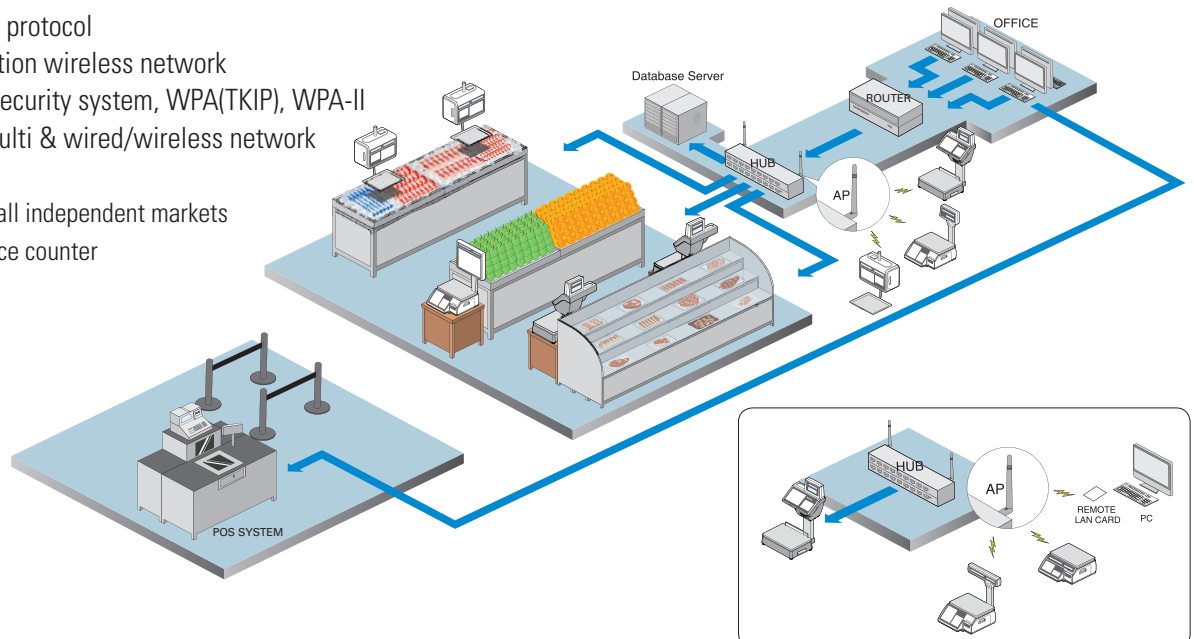 protocol
tion wireless network
ecurity system, WPA(TKIP), WPA-II
ulti & wired/wireless network
all independent markets
ce counter
OFFICE
Database Server
ROUTER
HUB
AP
POS SYSTEM
HUB
AP
REMOTE
LAN CARD
PC